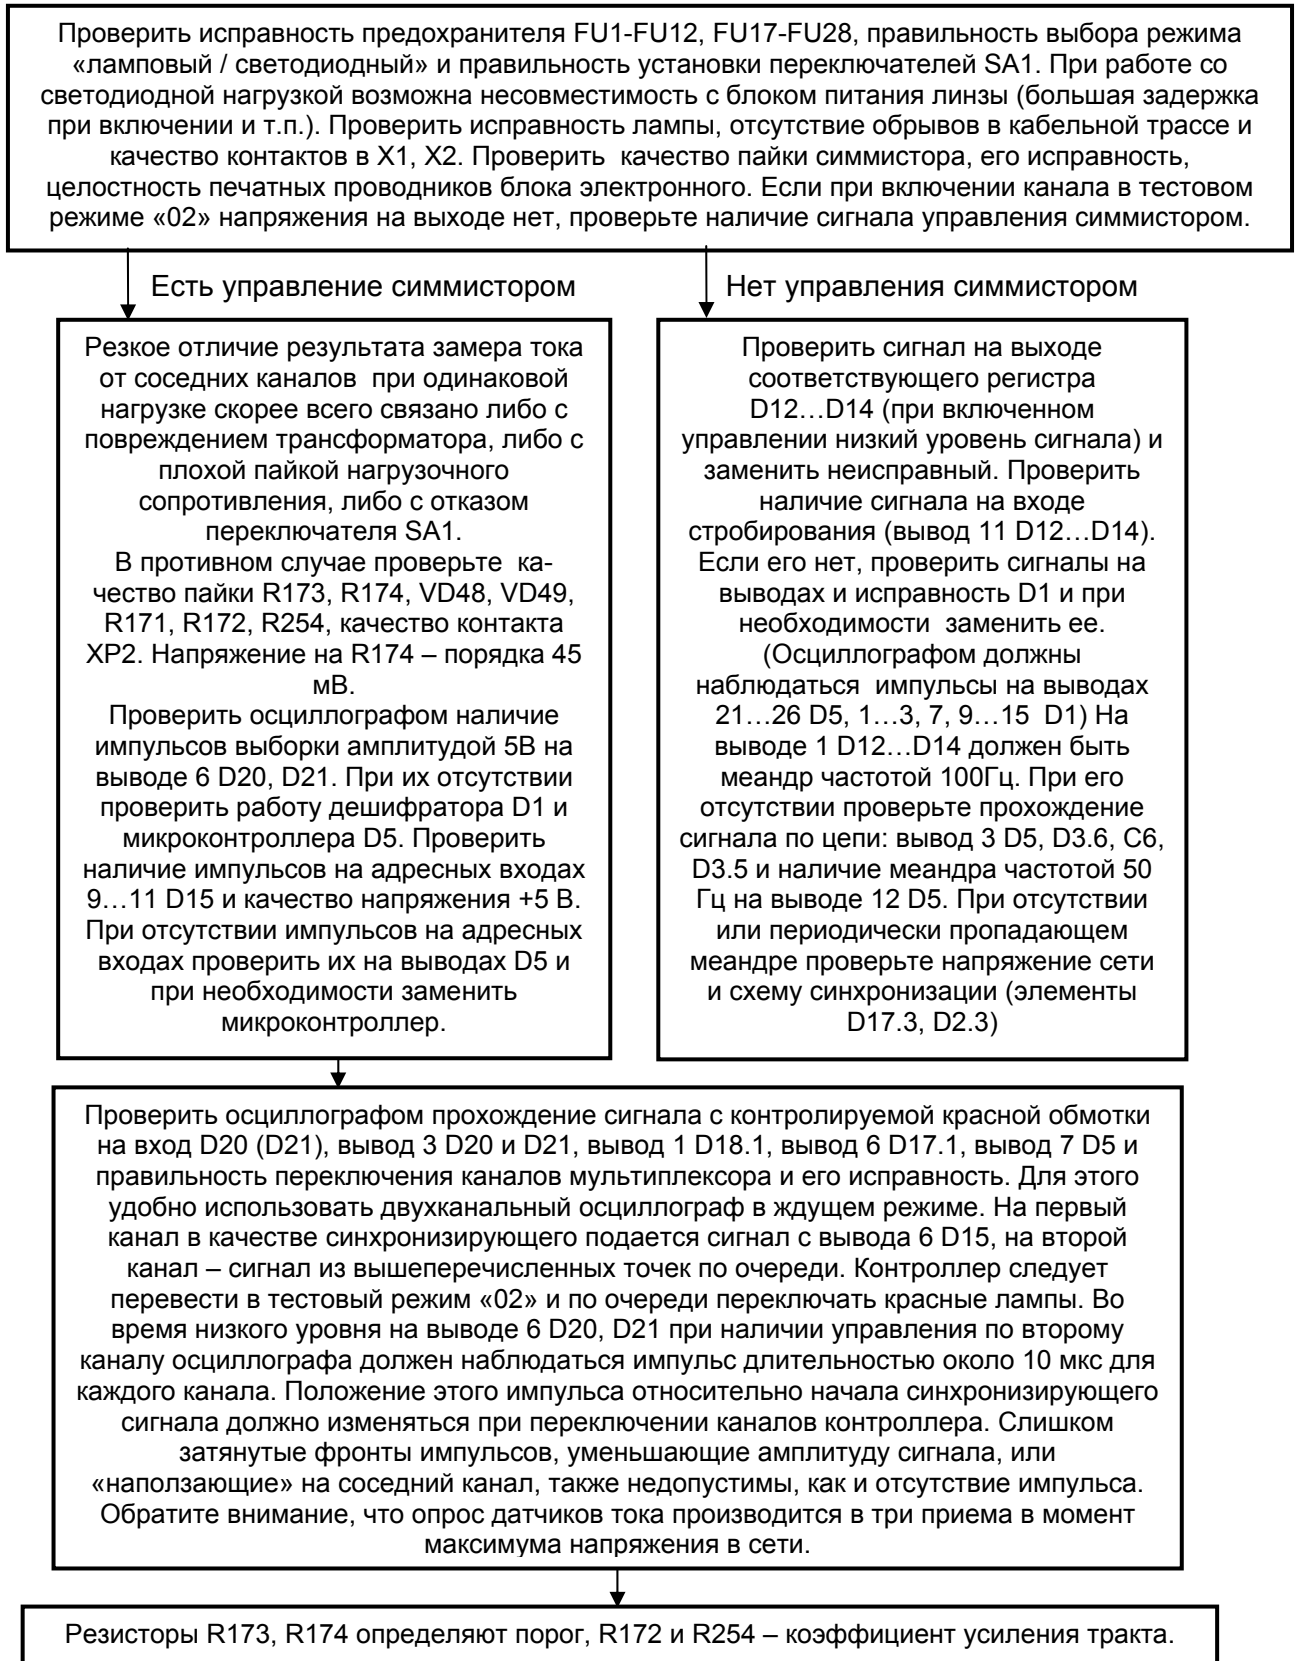 Проверить исправность предохранителя FU1-FU12, FU17-FU28, правильность выбора режима
«ламповый / светодиодный» и правильность установки переключателей SA1. При работе со
светодиодной нагрузкой возможна несовместимость с блоком питания линзы (большая задержка
при включении и т.п.). Проверить исправность лампы, отсутствие обрывов в кабельной трассе и
качество контактов в X1, X2. Проверить качество пайки симмистора, его исправность,
целостность печатных проводников блока электронного. Если при включении канала в тестовом
режиме «02» напряжения на выходе нет, проверьте наличие сигнала управления симмистором.
Есть управление симмистором
Резкое отличие результата замера тока
от соседних каналов при одинаковой
нагрузке скорее всего связано либо с
повреждением трансформатора, либо с
плохой пайкой нагрузочного
сопротивления, либо с отказом
переключателя SA1.
В противном случае проверьте ка-
чество пайки R173, R174, VD48, VD49,
R171, R172, R254, качество контакта
XP2. Напряжение на R174 – порядка 45
мВ.
Проверить осциллографом наличие
импульсов выборки амплитудой 5В на
выводе 6 D20, D21. При их отсутствии
проверить работу дешифратора D1 и
микроконтроллера D5. Проверить
наличие импульсов на адресных входах
9…11 D15 и качество напряжения +5 В.
При отсутствии импульсов на адресных
входах проверить их на выводах D5 и
при необходимости заменить
микроконтроллер.
Нет управления симмистором
Проверить сигнал на выходе
соответствующего регистра
D12…D14 (при включенном
управлении низкий уровень сигнала) и
заменить неисправный. Проверить
наличие сигнала на входе
стробирования (вывод 11 D12…D14).
Если его нет, проверить сигналы на
выводах и исправность D1 и при
необходимости заменить ее.
(Осциллографом должны
наблюдаться импульсы на выводах
21…26 D5, 1…3, 7, 9…15 D1) На
выводе 1 D12…D14 должен быть
меандр частотой 100Гц. При его
отсутствии проверьте прохождение
сигнала по цепи: вывод 3 D5, D3.6, C6,
D3.5 и наличие меандра частотой 50
Гц на выводе 12 D5. При отсутствии
или периодически пропадающем
меандре проверьте напряжение сети
и схему синхронизации (элементы
D17.3, D2.3)
Проверить осциллографом прохождение сигнала с контролируемой красной обмотки
на вход D20 (D21), вывод 3 D20 и D21, вывод 1 D18.1, вывод 6 D17.1, вывод 7 D5 и
правильность переключения каналов мультиплексора и его исправность. Для этого
удобно использовать двухканальный осциллограф в ждущем режиме. На первый
канал в качестве синхронизирующего подается сигнал с вывода 6 D15, на второй
канал – сигнал из вышеперечисленных точек по очереди. Контроллер следует
перевести в тестовый режим «02» и по очереди переключать красные лампы. Во
время низкого уровня на выводе 6 D20, D21 при наличии управления по второму
каналу осциллографа должен наблюдаться импульс длительностью около 10 мкс для
каждого канала. Положение этого импульса относительно начала синхронизирующего
сигнала должно изменяться при переключении каналов контроллера. Слишком
затянутые фронты импульсов, уменьшающие амплитуду сигнала, или
«наползающие» на соседний канал, также недопустимы, как и отсутствие импульса.
Обратите внимание, что опрос датчиков тока производится в три приема в момент
максимума напряжения в сети.
Резисторы R173, R174 определяют порог, R172 и R254 – коэффициент усиления тракта.